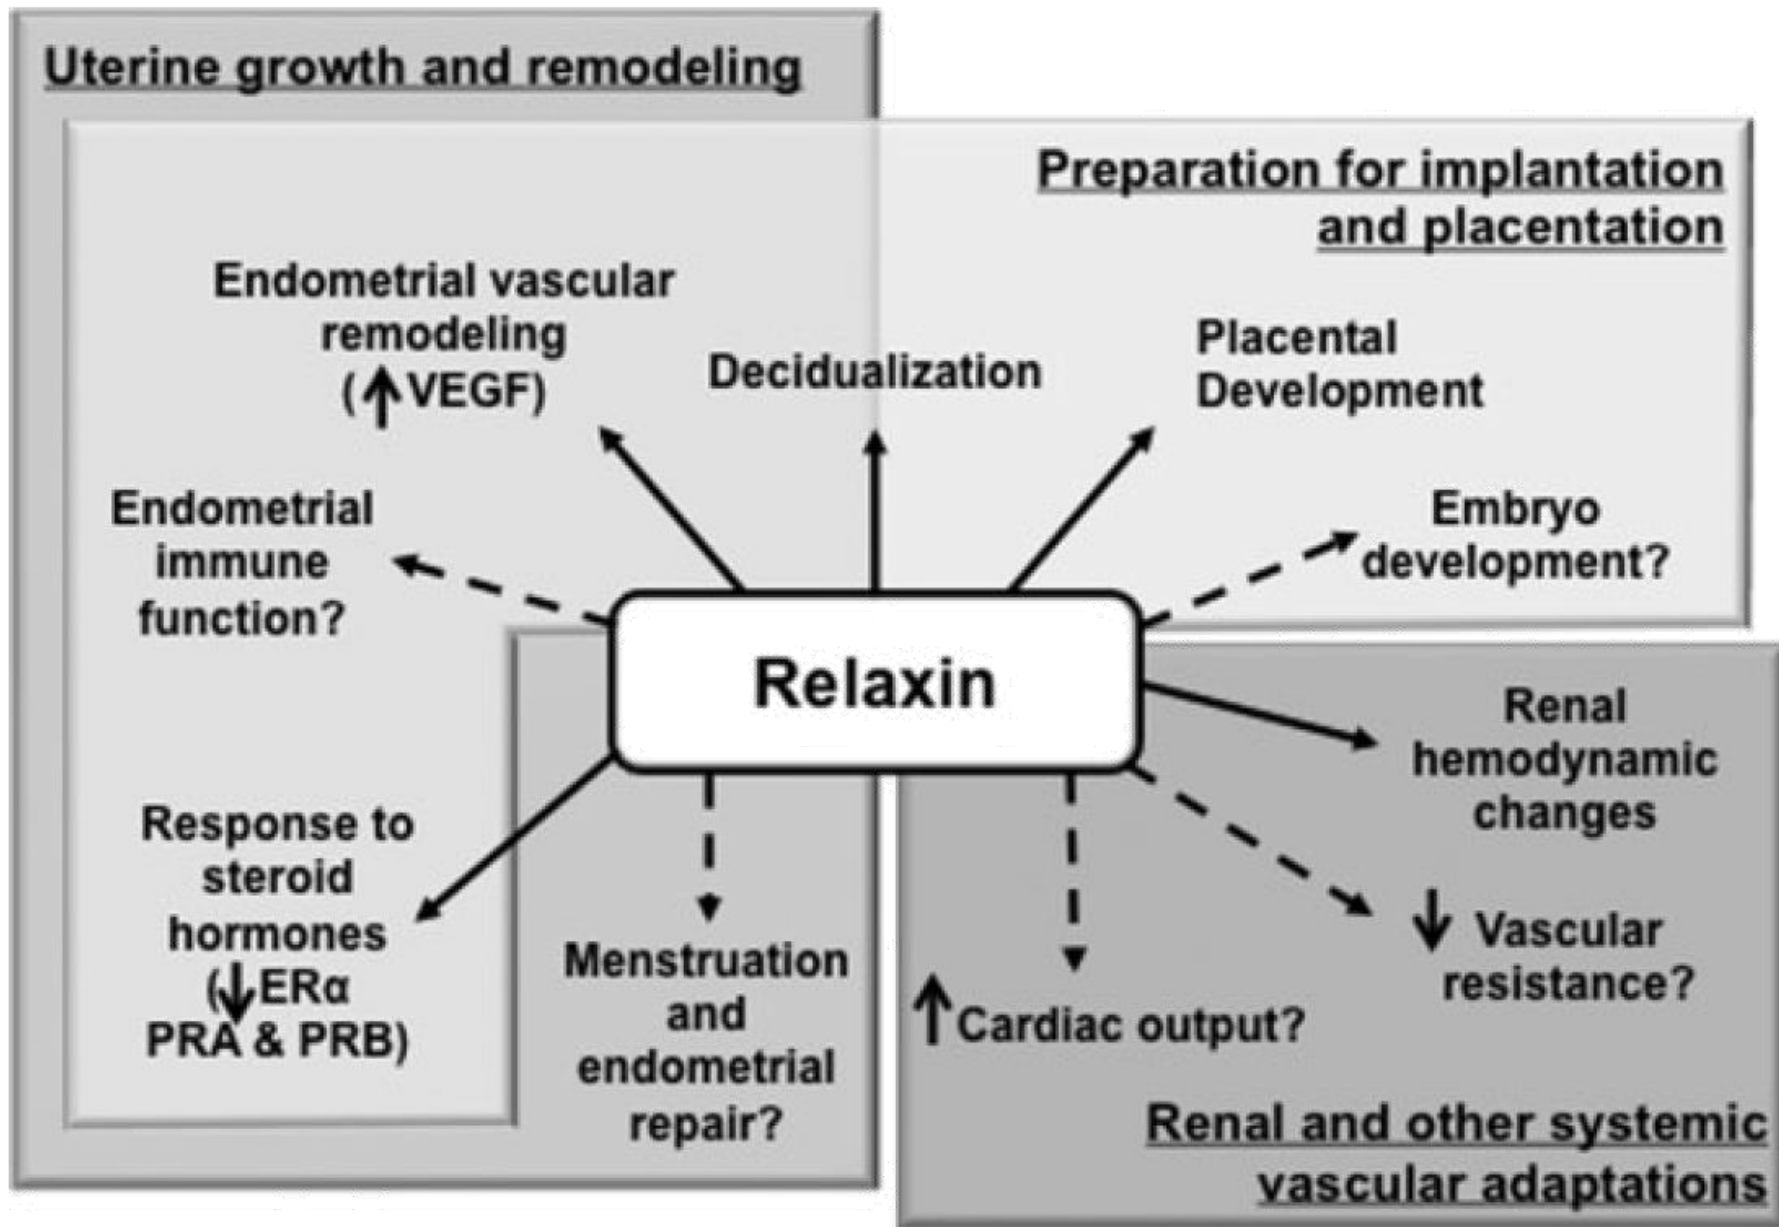 Uterine growth and remodeling
Preparation for implantation
and placentation
Endometrial vascular
remodeling
(↑VEGF)
Decidualization
Placental
Development
Endometrial
immune
function?
Embryo
development?
Relaxin
Renal
hemodynamic
changes
Response to
steroid
hormones
(↓ERα
PRA & PRB)
Menstruation
and
endometrial
repair?
↑Cardiac output?
↓ Vascular
resistance?
Renal and other systemic
vascular adaptations